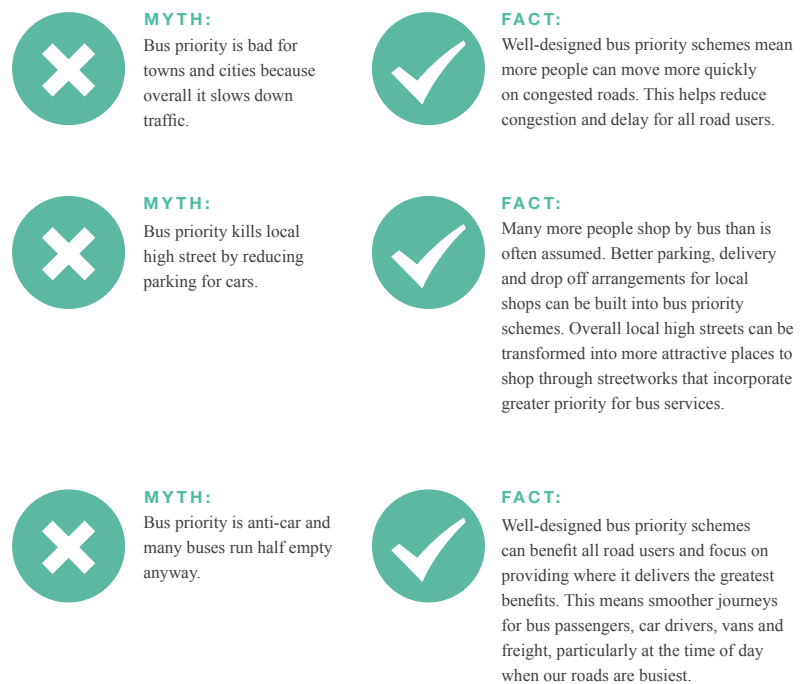 MYTH:
Bus priority is bad for
towns and cities because
overall it slows down
traffic.
FACT:
Well-designed bus priority schemes mean
more people can move more quickly
on congested roads. This helps reduce
congestion and delay for all road users.
MYTH:
Bus priority kills local
high street by reducing
parking for cars.
FACT:
Many more people shop by bus than is
often assumed. Better parking, delivery
and drop off arrangements for local
shops can be built into bus priority
schemes. Overall local high streets can be
transformed into more attractive places to
shop through streetworks that incorporate
greater priority for bus services.
MYTH:
Bus priority is anti-car and
many buses run half empty
anyway.
FACT:
Well-designed bus priority schemes
can benefit all road users and focus on
providing where it delivers the greatest
benefits. This means smoother journeys
for bus passengers, car drivers, vans and
freight, particularly at the time of day
when our roads are busiest.